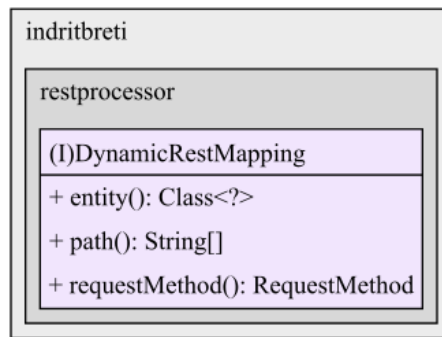 indritbreti
restprocessor
(I)DynamicRestMapping
+ entity(): Class<?>
+ path(): String[]
+ requestMethod(): RequestMethod